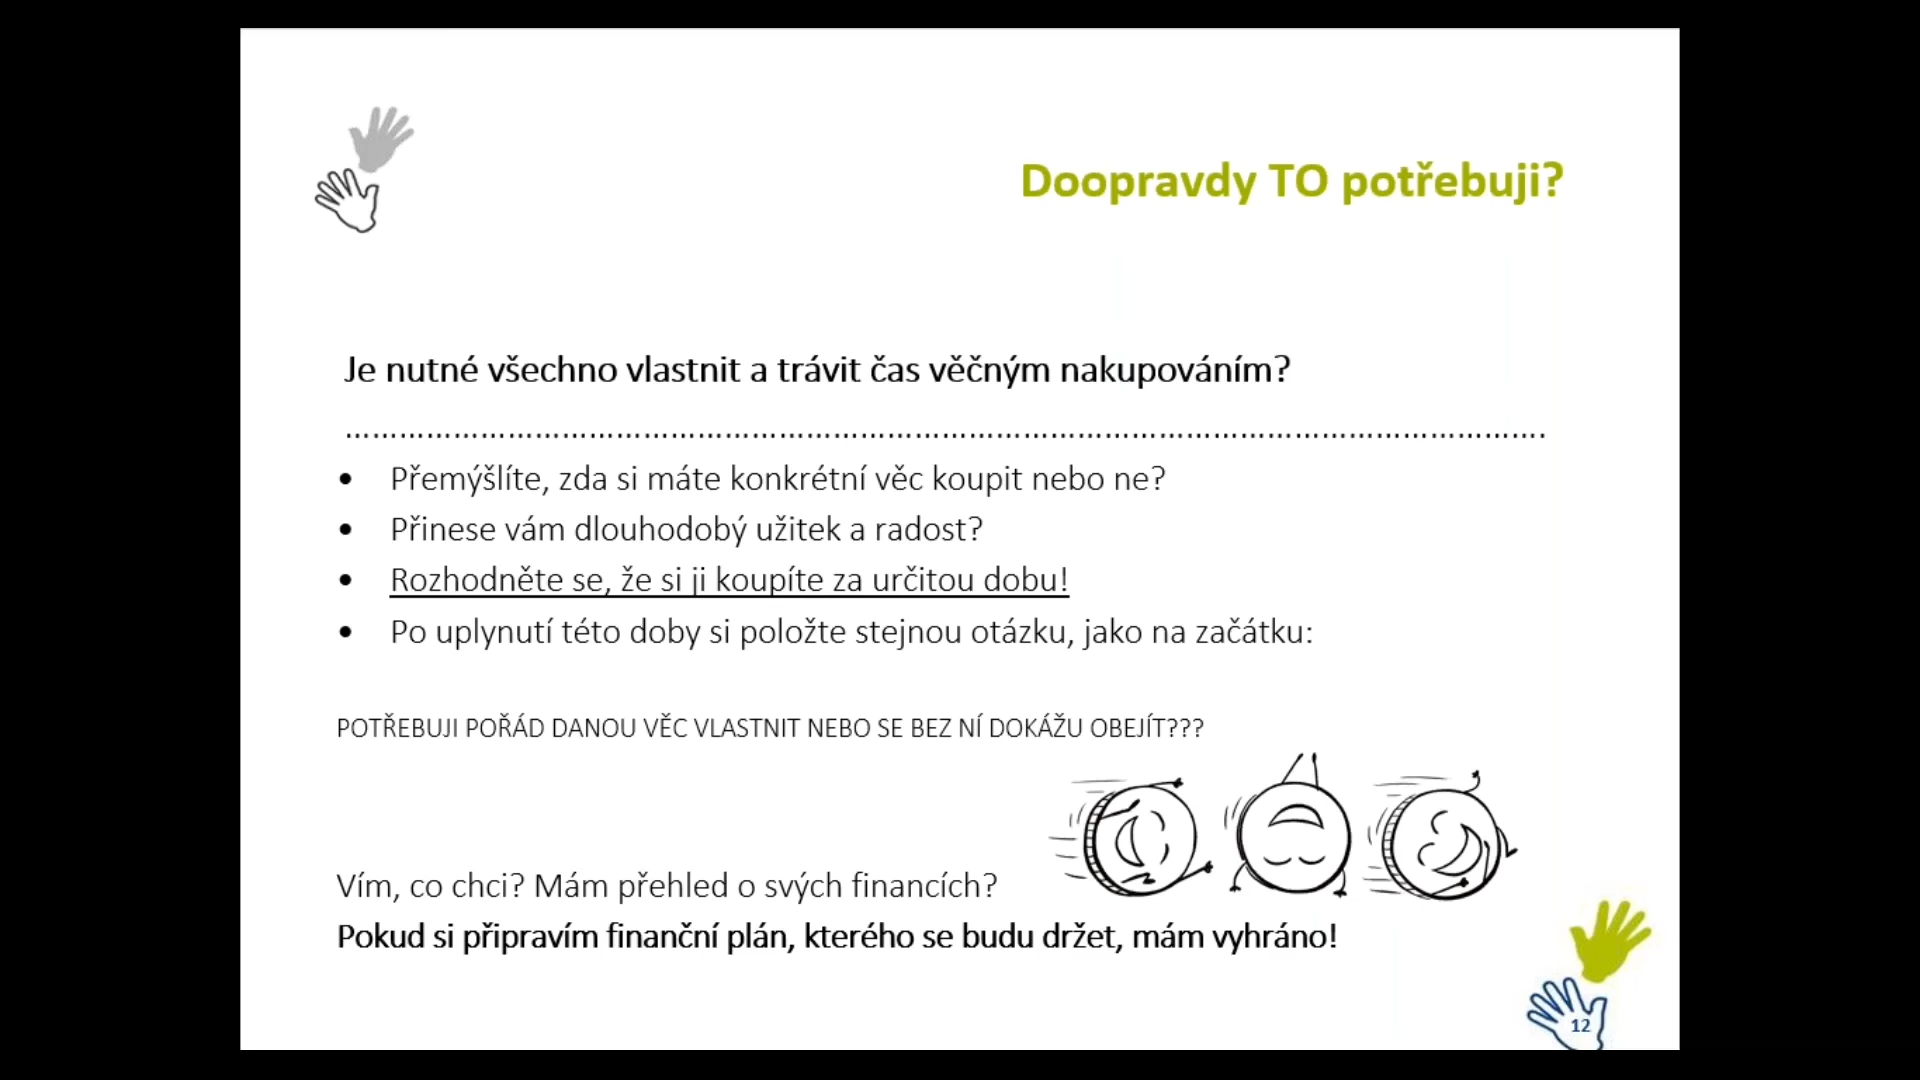 Doopravdy TO potřebuji?
Je nutné všechno vlastnit a trávit čas věčným nakupováním?
……………………………………………………………………………………………………………………….
• Přemýšlíte, zda si máte konkrétní věc koupit nebo ne?
• Přinese vám dlouhodobý užitek a radost?
• Rozhodněte se, že si ji koupíte za určitou dobu!
• Po uplynutí této doby si položte stejnou otázku, jako na začátku:
POTŘEBUJI POŘÁD DANOU VĚC VLASTNIT NEBO SE BEZ NÍ DOKÁŽU OBEJÍT???
Vím, co chci? Mám přehled o svých financích?
Pokud si připravím finanční plán, kterého se budu držet, mám vyhráno!
12